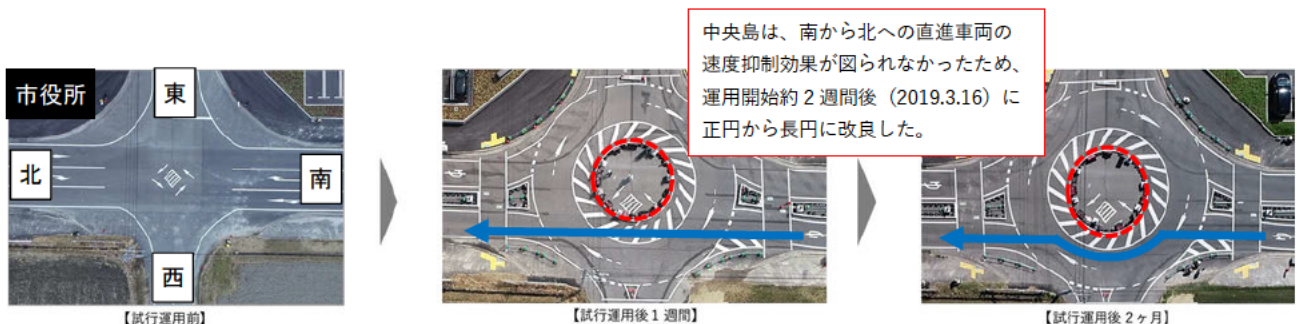 中央島は、南から北への直進車両の
速度抑制効果が図られなかったため、
運用開始約２週間後（2019.3.16）に
正円から長円に改良した。
市役所
東
北
南
西
【試行運用前】
【試行運用後１週間】
【試行運用後２ヶ月】